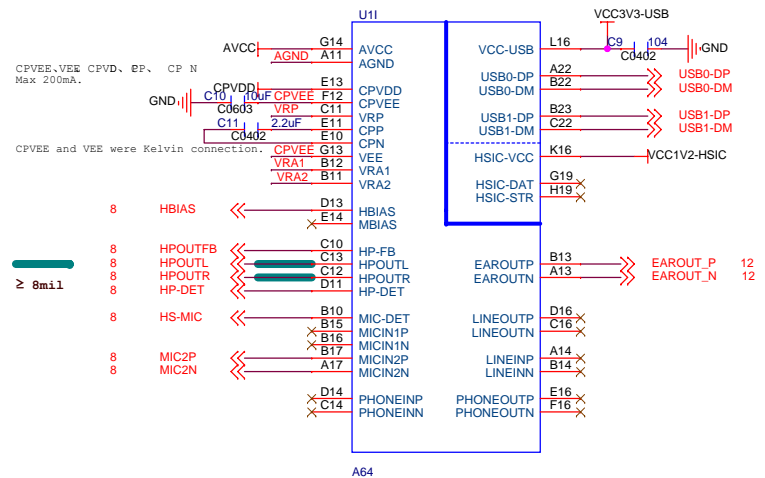 U1I
VCC3V3-USB
AVCC
G14
AVCC
VCC-USB
L16
C9
104
GND
C0402
AGND
A11
AGND
CPVEE、VEE、CPVD、CP、 CP N
Max 200mA.
USB0-DP
A22
USB0-DP
USB0-DM
B22
USB0-DM
CPVDD
E13
CPVDD
GND
C10
10uF
CPVEE
F12
CPVEE
C0603
VRP
C11
VRP
USB1-DP
B23
USB1-DP
USB1-DM
C22
USB1-DM
C11
2.2uF
E11
CPP
C0402
E10
CPN
CPVEE and VEE were Kelvin connection.
CPVEE
G13
VEE
HSIC-VCC
K16
VCC1V2-HSIC
VRA1
B12
VRA1
VRA2
B11
VRA2
HSIC-DAT
G19
HSIC-STR
H19
8
HBIAS
D13
HBIAS
E14
MBIAS
8
HPOUTFB
C10
HP-FB
8
HPOUTL
C13
HPOUTL
EAROUTP
B13
EAROUT_P
12
8
HPOUTR
C12
HPOUTR
EAROUTN
A13
EAROUT_N
12
≥ 8mil
8
HP-DET
D11
HP-DET
8
HS-MIC
B10
MIC-DET
LINEOUTP
D16
B15
MICIN1P
LINEOUTN
C16
B16
MICIN1N
8
MIC2P
B17
MICIN2P
LINEINP
A14
8
MIC2N
A17
MICIN2N
LINEINN
B14
D14
PHONEINP
PHONEOUTP
E16
C14
PHONEINN
PHONEOUTN
F16
A64